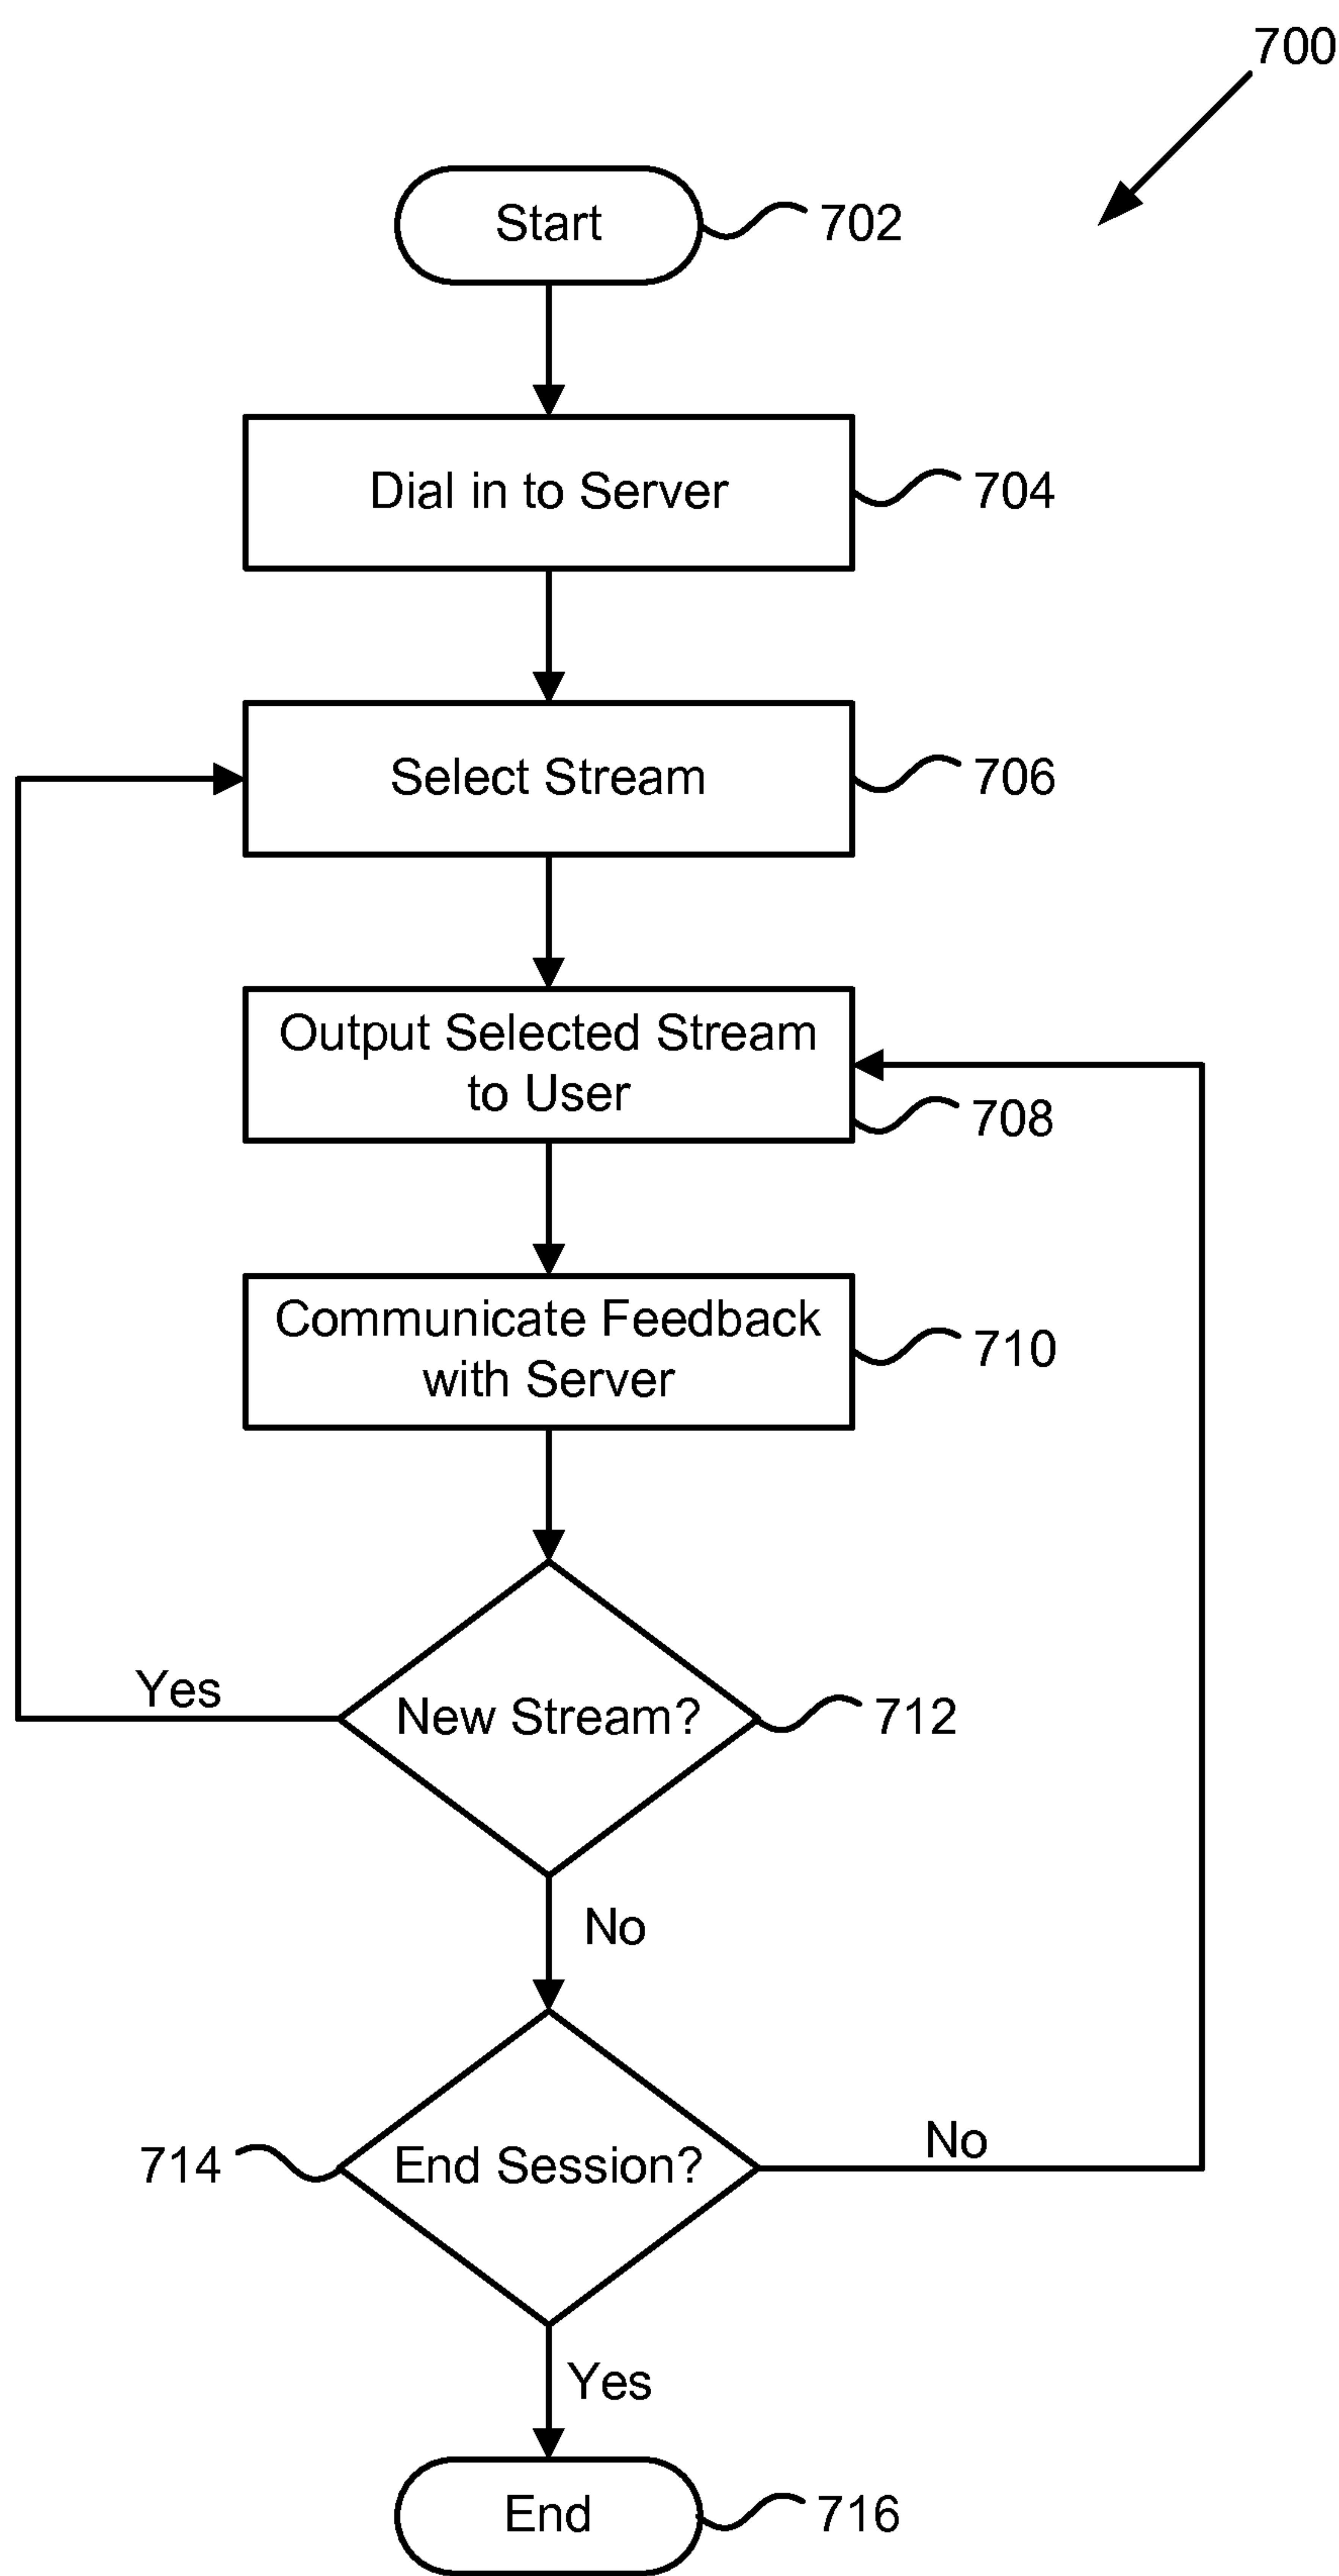 700
Start
702
Dial in to Server
704
Select Stream
706
Output Selected Stream
to User
708
Communicate Feedback
with Server
710
Yes
New Stream?
712
No
714
End Session?
No
Yes
End
716